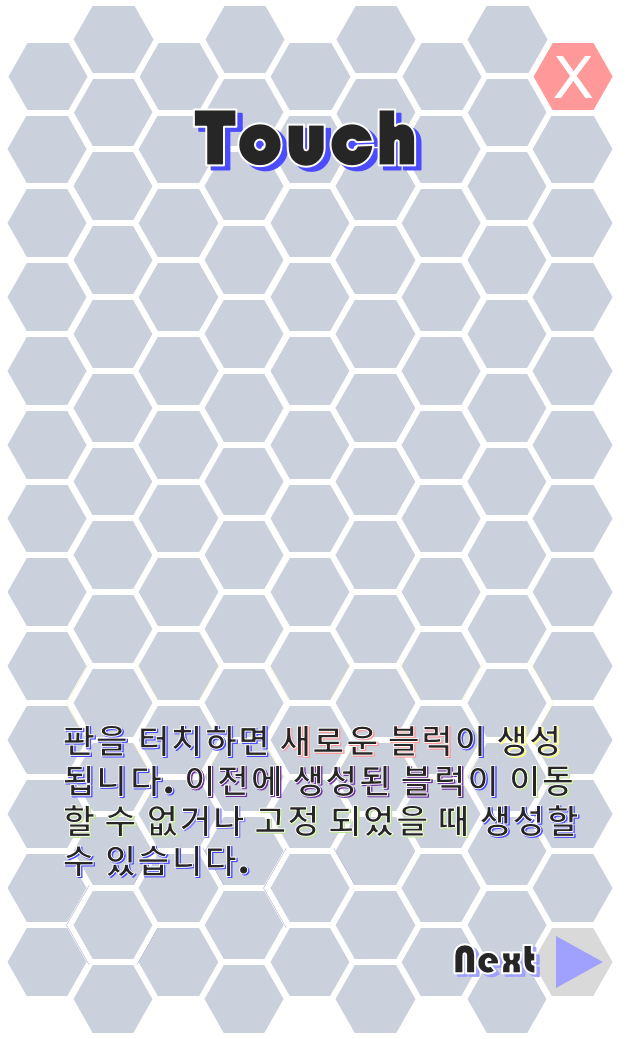 X
Touch
판을 터치하면 새로운 블럭이 생성
됩니다. 이전에 생성된 블럭이 이동
할 수 없거나 고정 되었을 때 생성할
수 있습니다.
Next